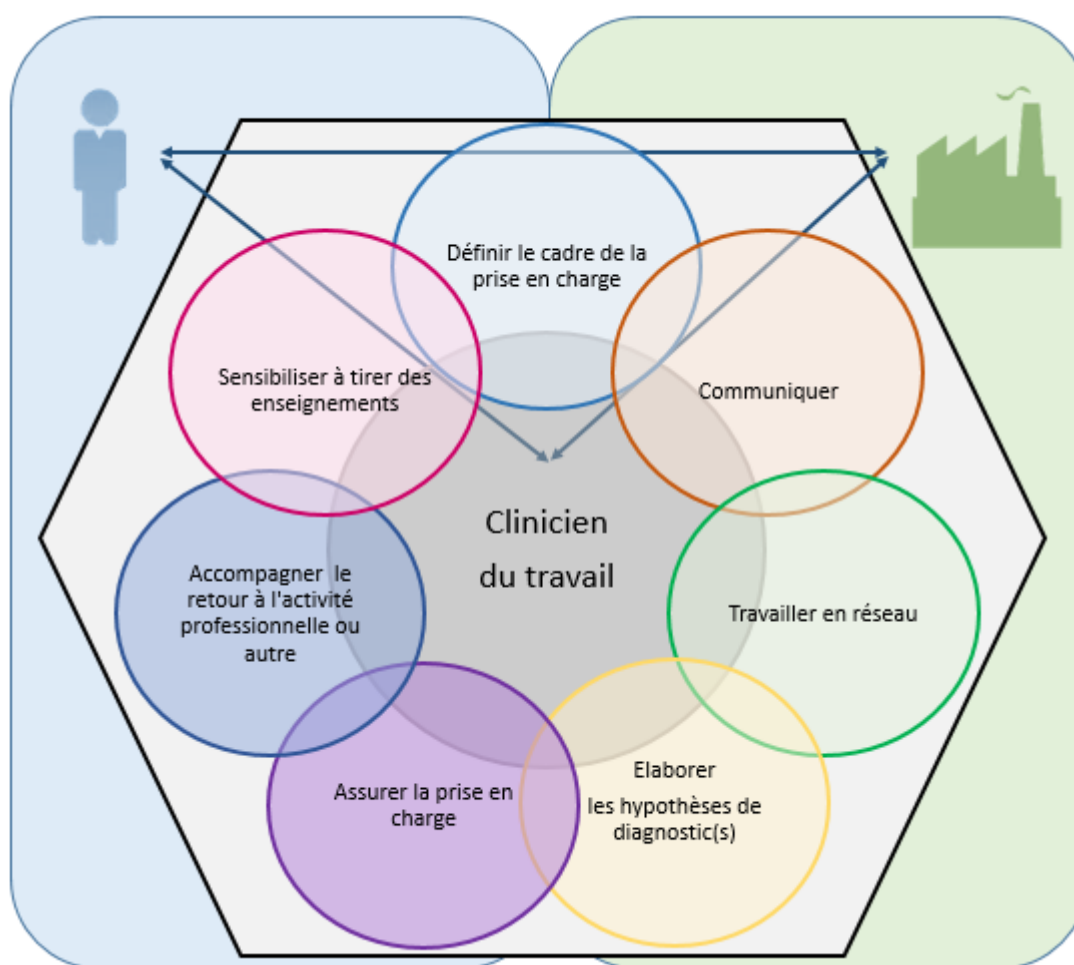 Définir le cadre de la
prise en charge
Sensibiliser à tirer des
enseignements
Communiquer
Clinicien
du travail
Accompagner le
retour à l'activité
professionnelle ou
autre
Travailler en réseau
Assurer la prise en
charge
Elaborer
les hypothèses de
diagnostic(s)